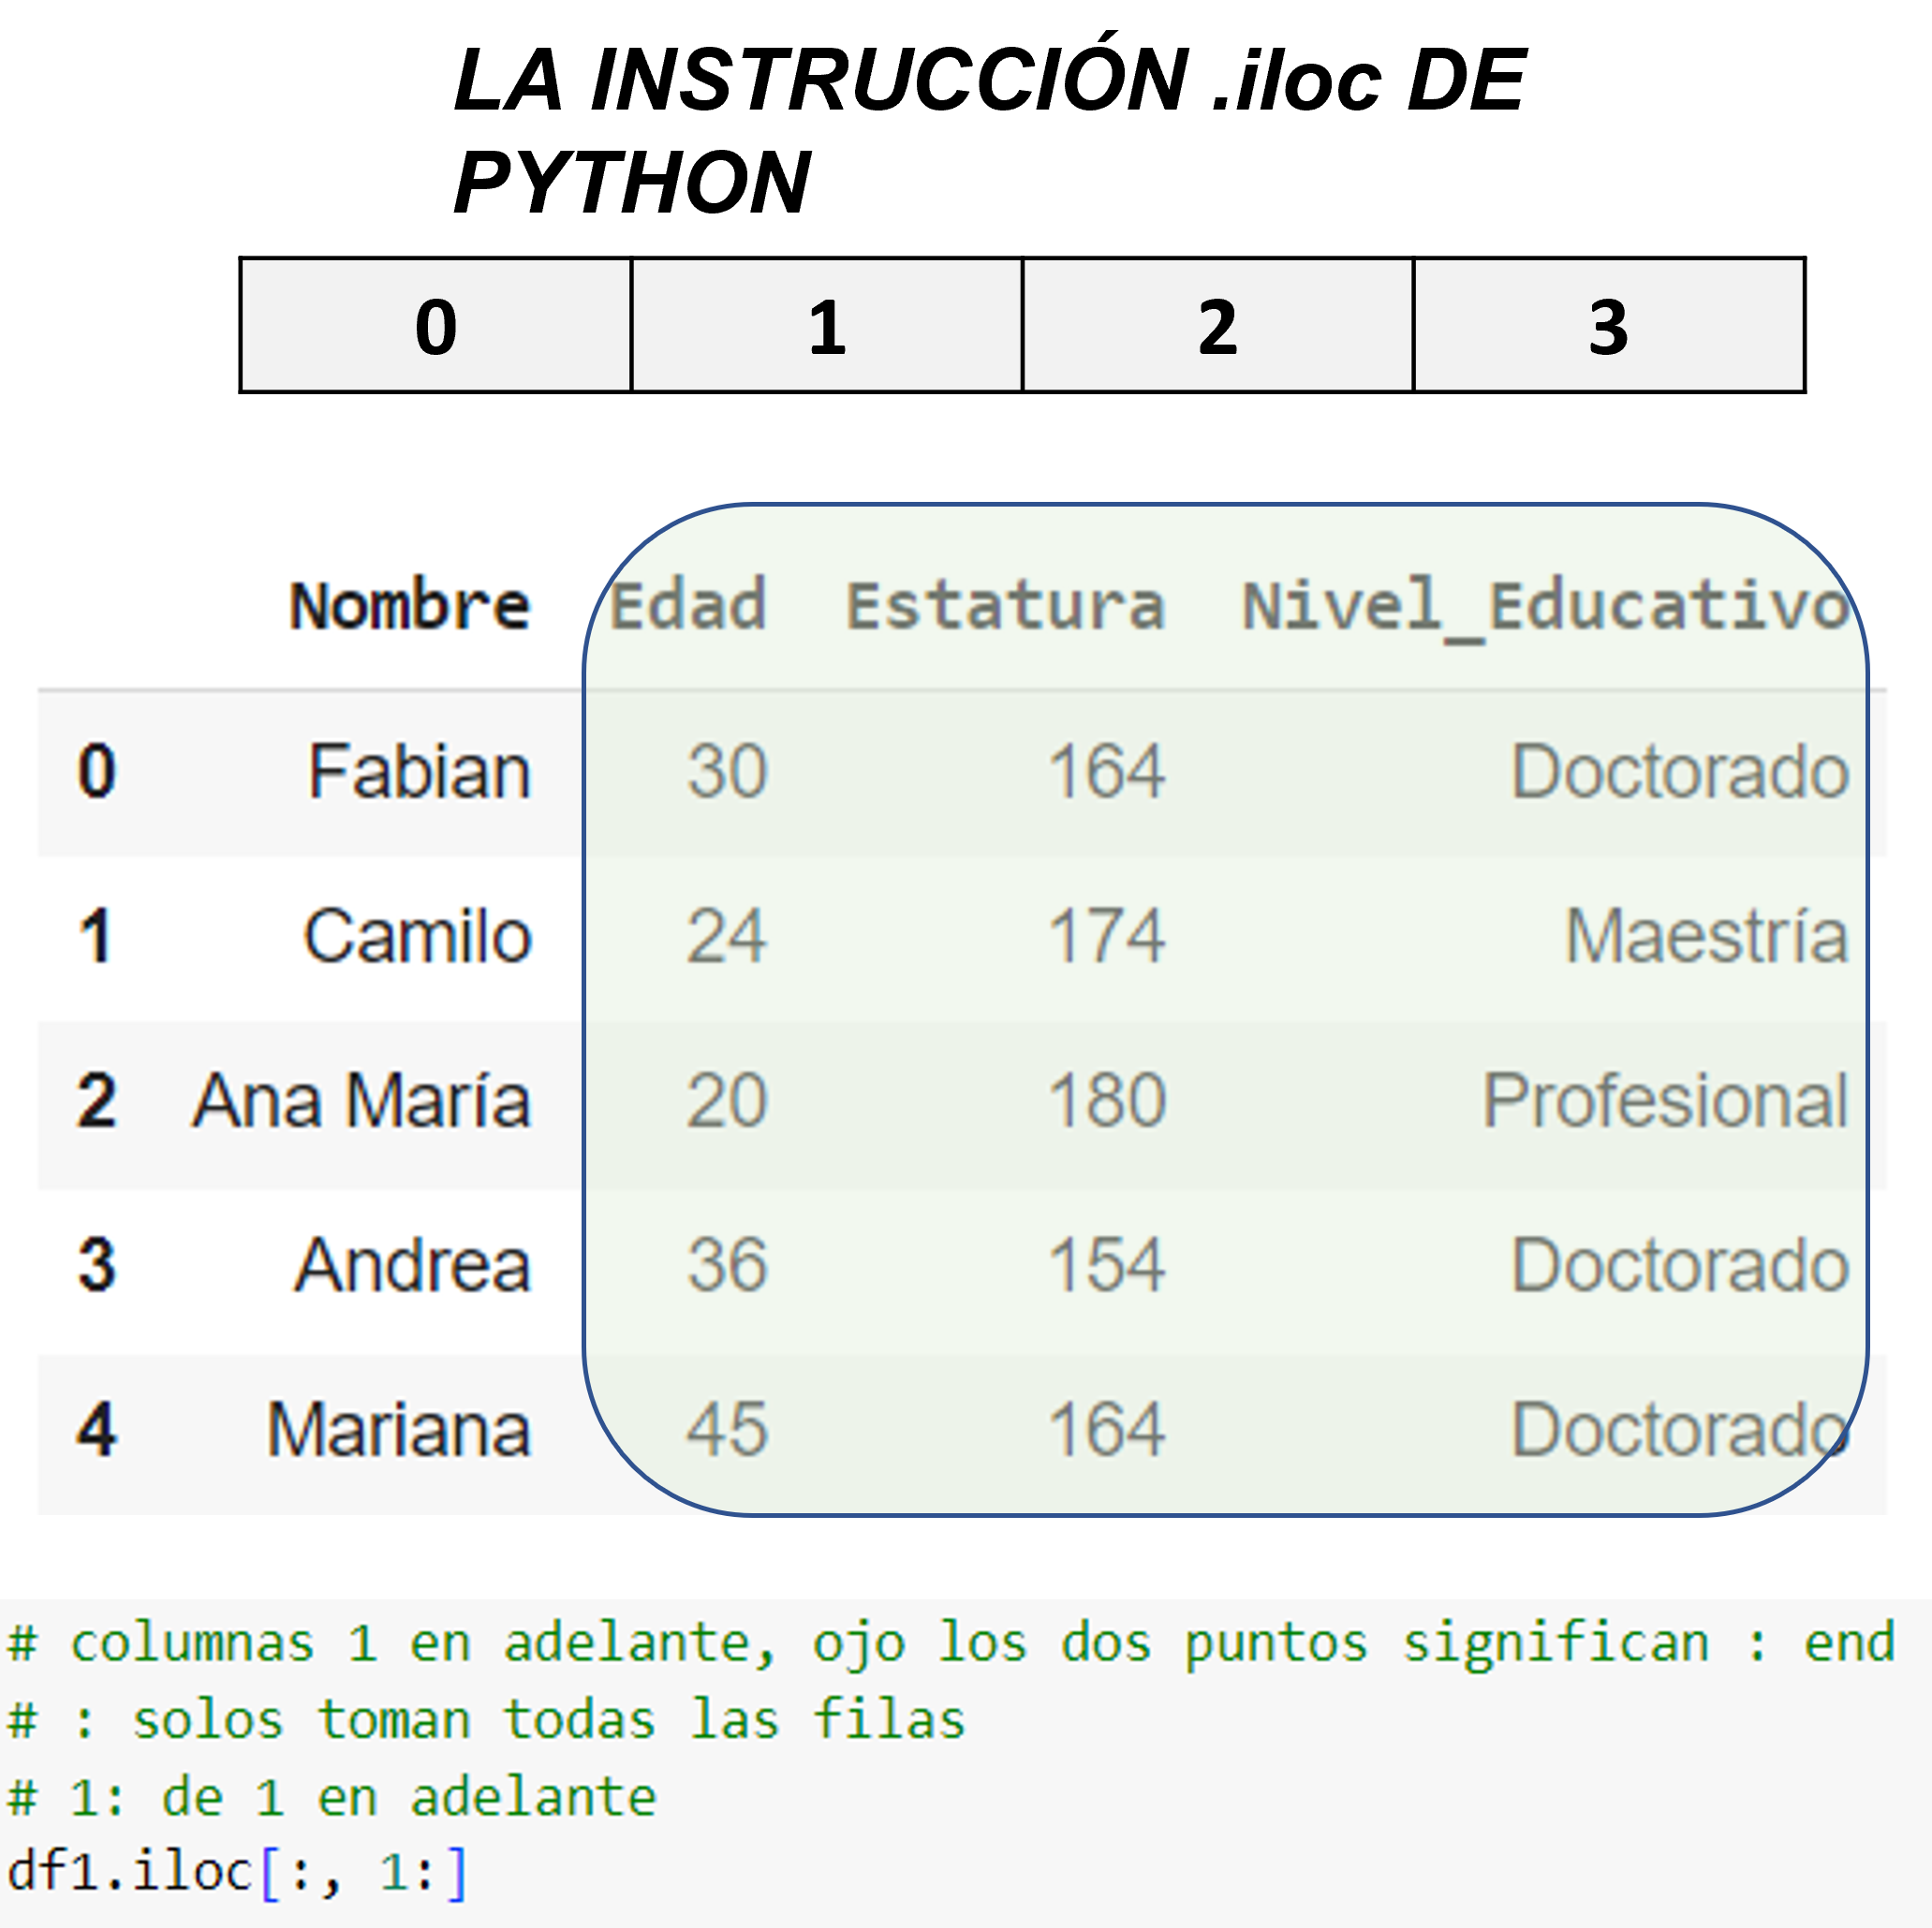 LA INSTRUCCIÓN .iloc DE
PYTHON
0 1 2 3
Nombre Edad Estatura Nivel_Educativo
0 Fabian 30 164 Doctorado
1 Camilo 24 174 Maestría
2 Ana María 20 180 Profesional
3 Andrea 36 154 Doctorado
4 Mariana 45 164 Doctorado
# columnas 1 en adelante, ojo los dos puntos significan : end
# : solos toman todas las filas
# 1: de 1 en adelante
df1.iloc[:, 1:]